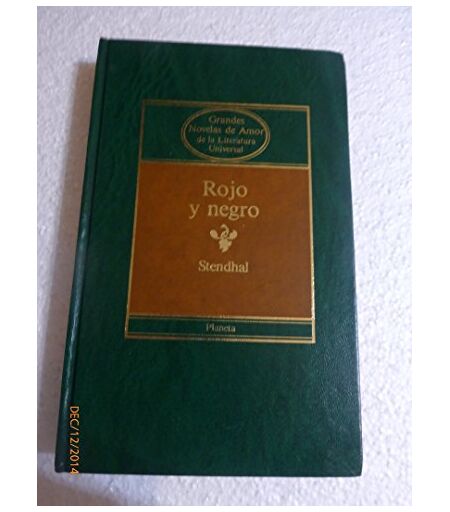 Grandes
Novelas de Amor
de la Literatura
Universal
Rojo
y negro
Stendhal
Planeta
DEC/12/2014